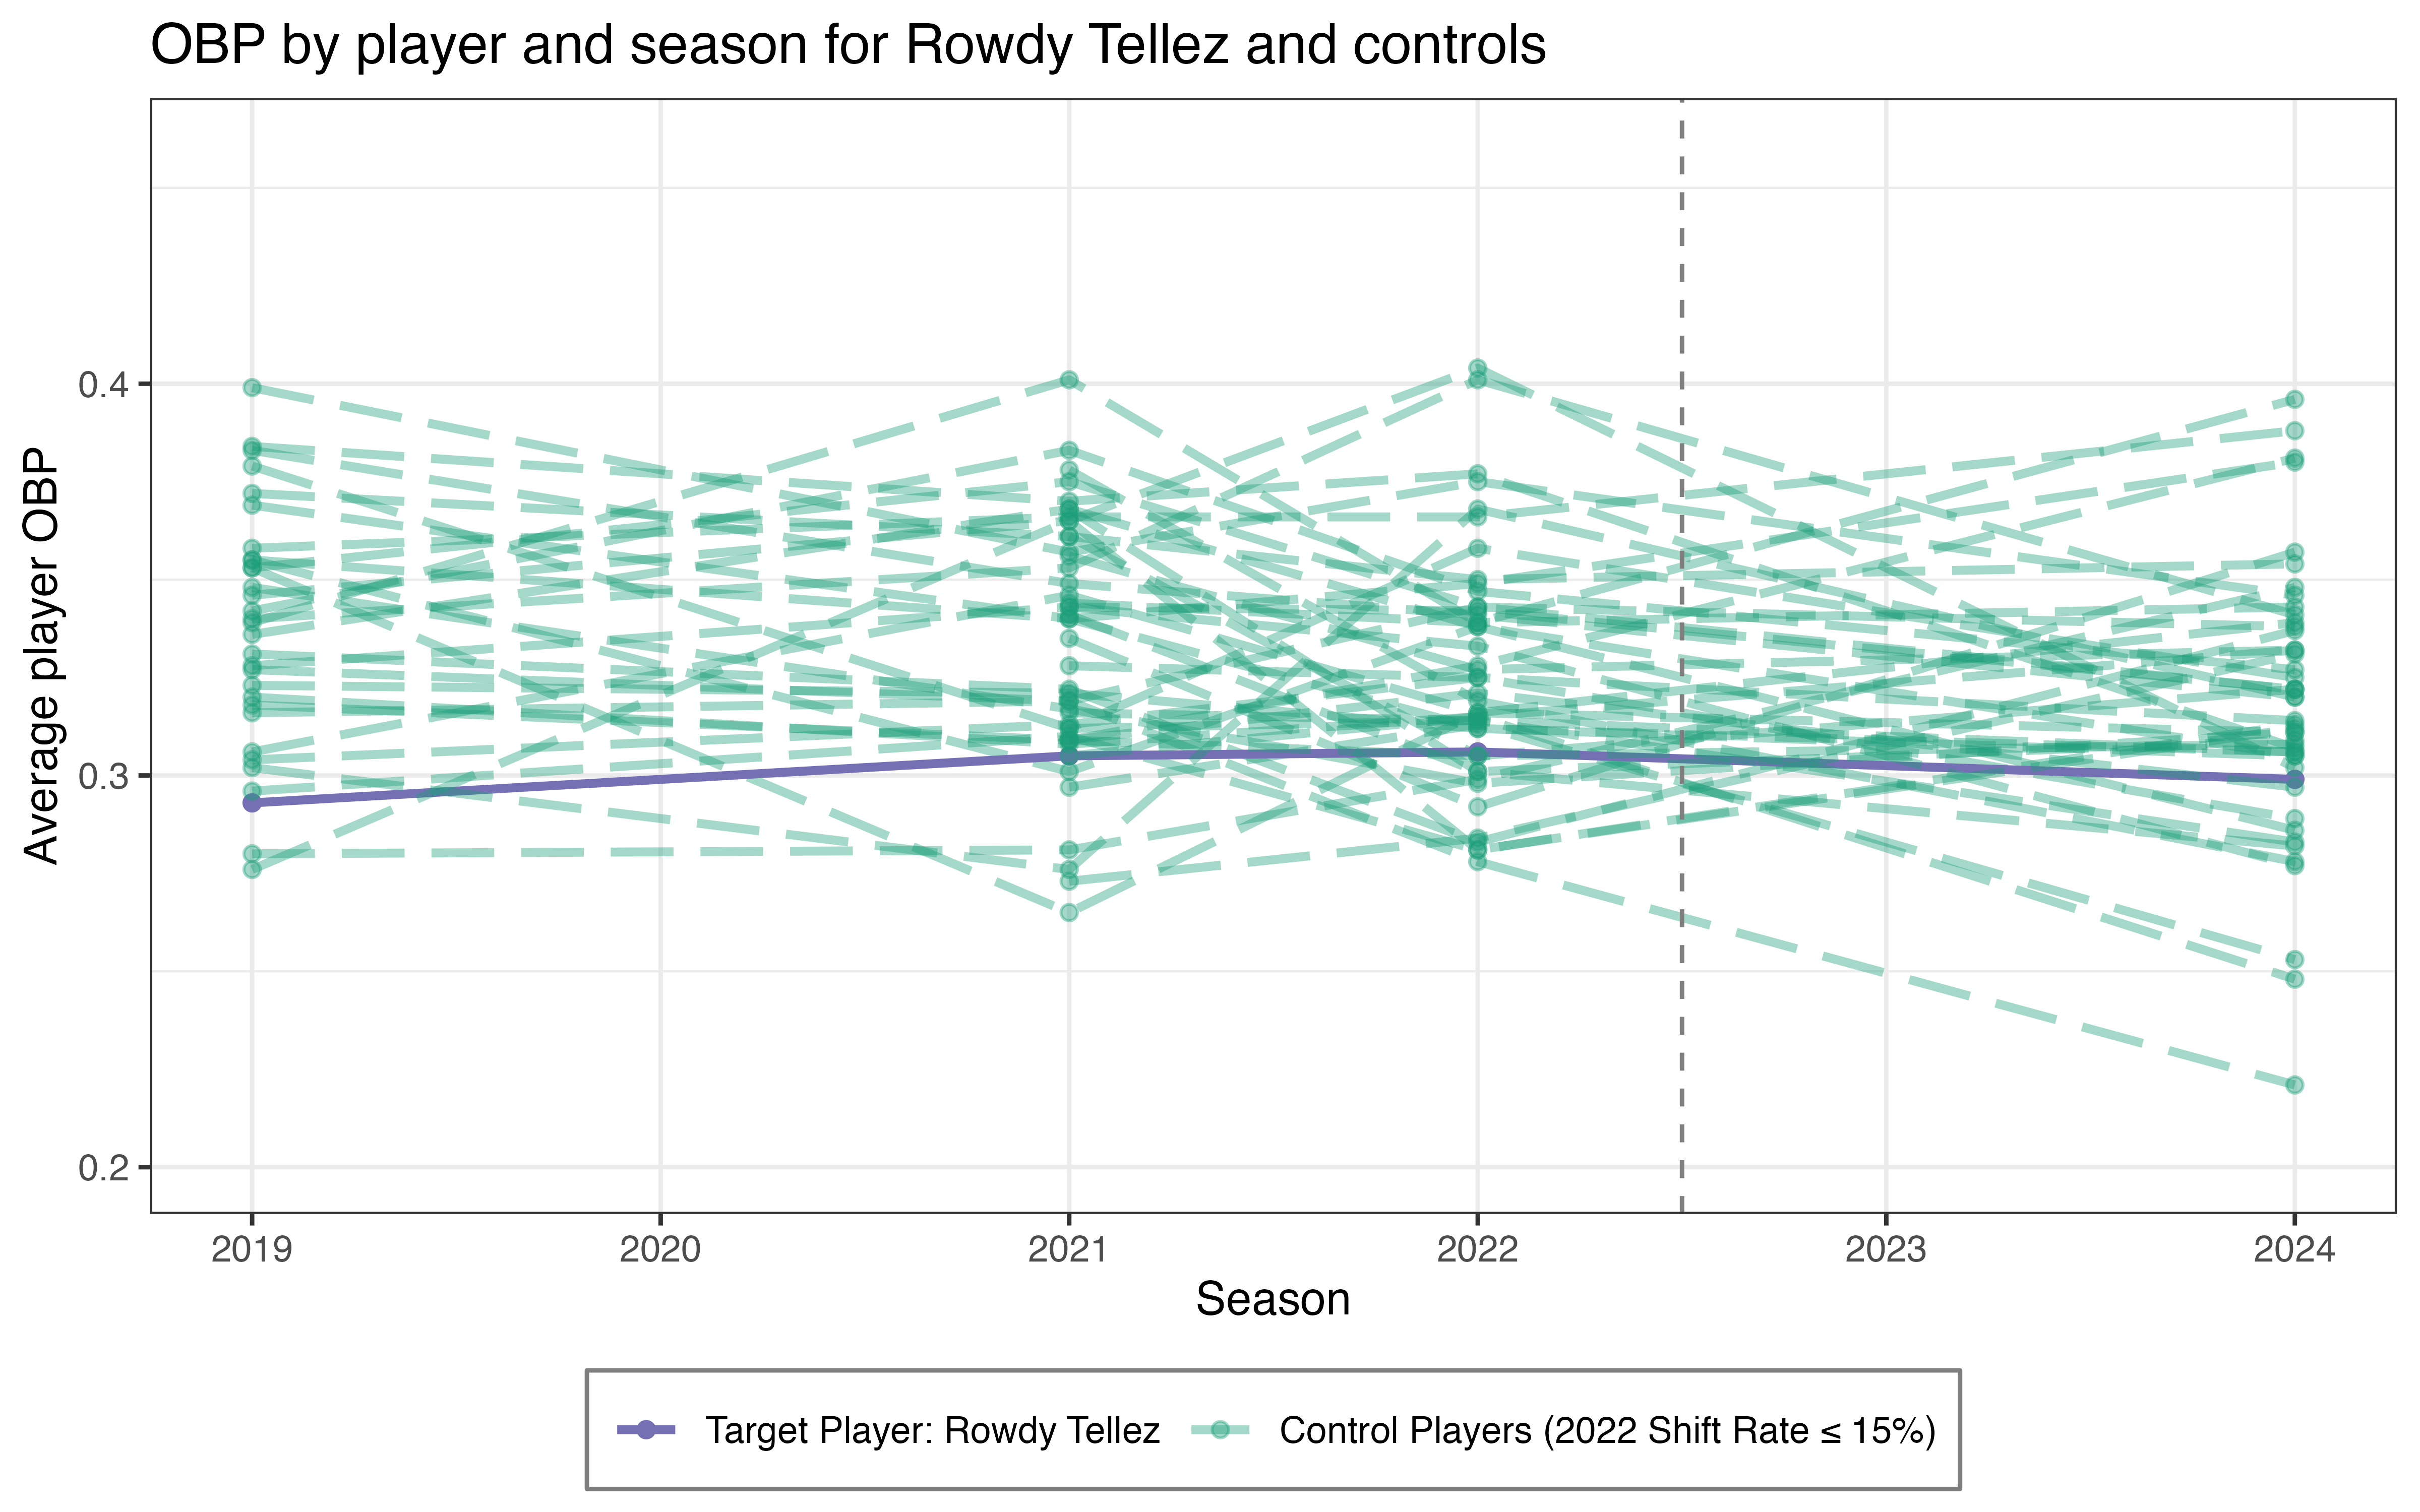 OBP by player and season for Rowdy Tellez and controls
Average player OBP
0.4
0.3
0.2
2019 2020 2021 2022 2023 2024
Season
Target Player: Rowdy Tellez Control Players (2022 Shift Rate ≤ 15%)